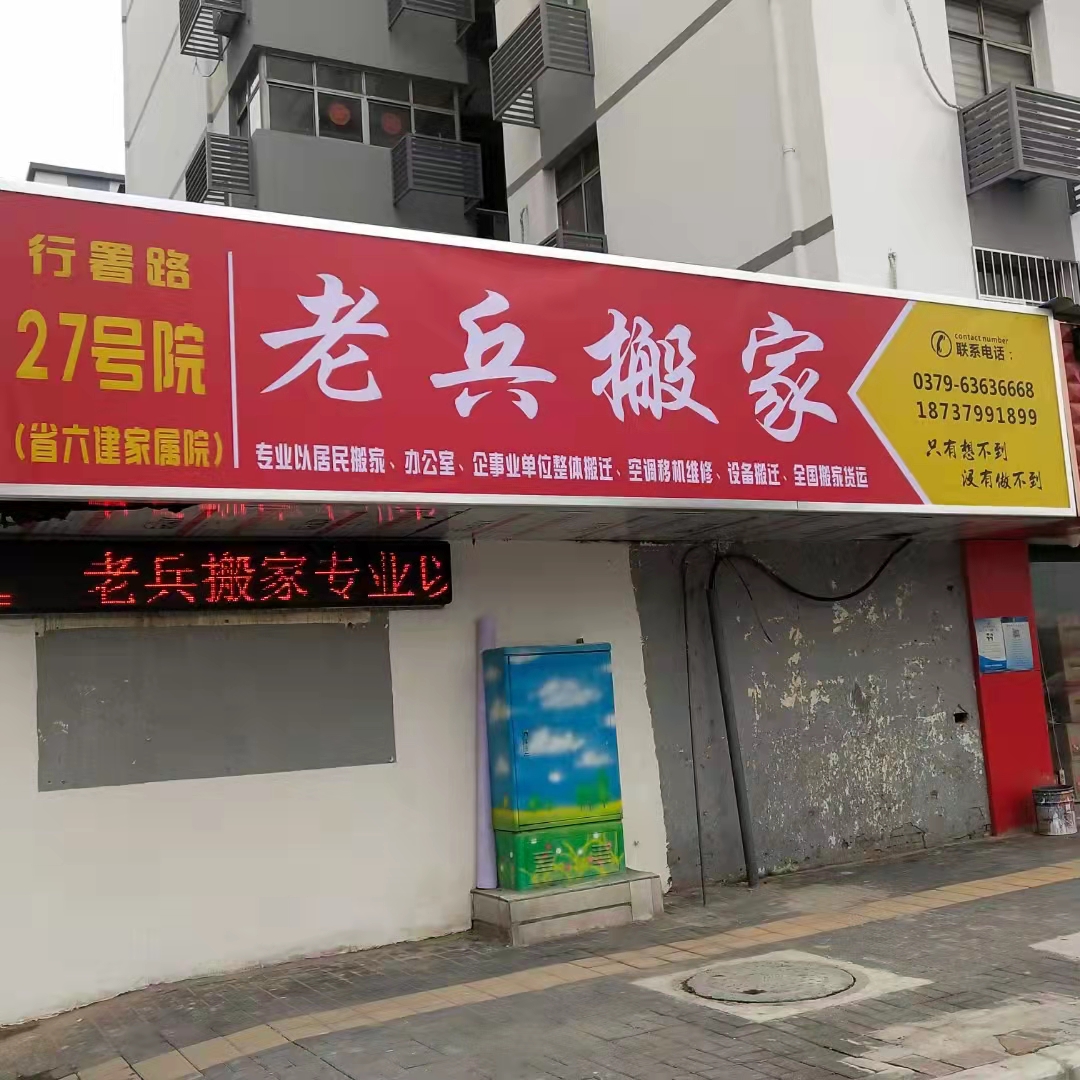 行署路
27号院
(省六建家属院)
老兵搬家
专业以居民搬家、办公室、企事业单位整体搬迁、空调移机维修、设备搬迁、全国搬家货运
contact number
联系电话：
0379-63636668
18737991899
只有想不到
没有做不到
老兵搬家专业以